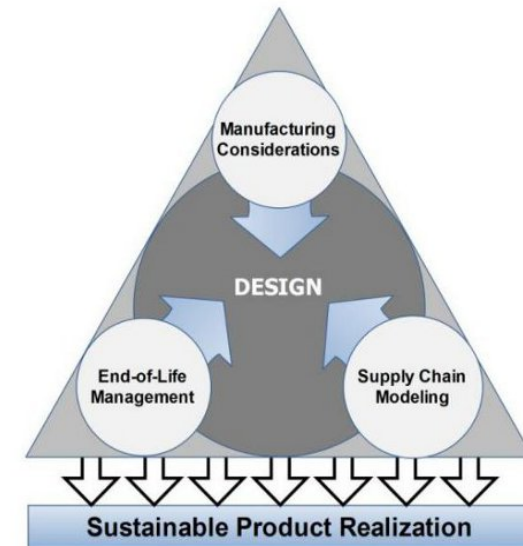 Manufacturing
Considerations
DESIGN
End-of-Life
Management
Supply Chain
Modeling
Sustainable Product Realization